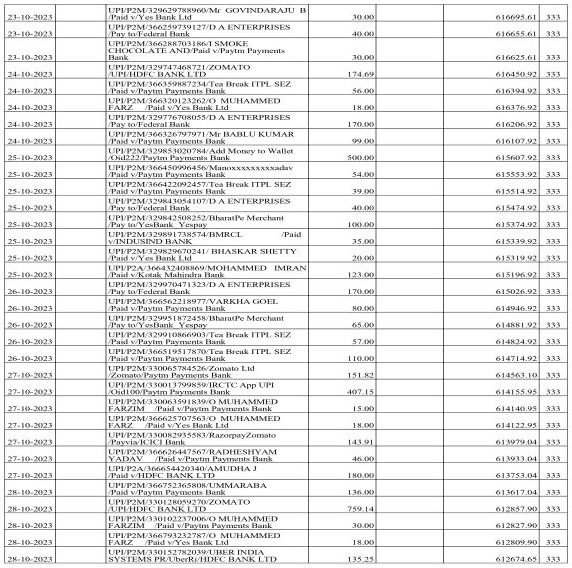 UPI/P2M/329629788960/Mr GOVINDARAJU B
23-10-2023 /Paid v/Yes Bank Ltd 30.00 616695.61 333
UPI/P2M/366259739127/D A ENTERPRISES
23-10-2023 /Pay to/Federal Bank 40.00 616655.61 333
UPI/P2M/366288703186/I SMOKE
CHOCOLATE AND/Paid v/Paytm Payments
23-10-2023 Bank 30.00 616625.61 333
UPI/P2M/329747468721/ZOMATO
24-10-2023 /UPI/HDFC BANK LTD 174.69 616450.92 333
UPI/P2M/366359887234/Tea Break ITPL SEZ
24-10-2023 /Paid v/Paytm Payments Bank 56.00 616394.92 333
UPI/P2M/366320123262/O MUHAMMED
24-10-2023 FARZ /Paid v/Yes Bank Ltd 18.00 616376.92 333
UPI/P2M/329776708055/D A ENTERPRISES
24-10-2023 /Pay to/Federal Bank 170.00 616206.92 333
UPI/P2M/366326797971/Mr BABLU KUMAR
24-10-2023 /Paid v/Paytm Payments Bank 99.00 616107.92 333
UPI/P2M/329853020784/Add Money to Wallet
25-10-2023 /Oid222/Paytm Payments Bank 500.00 615607.92 333
UPI/P2M/366450996456/Manoxxxxxxxxxadav
25-10-2023 /Paid v/Paytm Payments Bank 54.00 615553.92 333
UPI/P2M/366422092457/Tea Break ITPL SEZ
25-10-2023 /Paid v/Paytm Payments Bank 39.00 615514.92 333
UPI/P2M/329843054107/D A ENTERPRISES
25-10-2023 /Pay to/Federal Bank 40.00 615474.92 333
UPI/P2M/329842508252/BharatPe Merchant
25-10-2023 /Pay to/YesBank_Yespay 100.00 615374.92 333
UPI/P2M/329891738574/BMRCL /Paid
25-10-2023 v/INDUSIND BANK 35.00 615339.92 333
UPI/P2M/329829670241/ BHASKAR SHETTY
25-10-2023 /Paid v/Yes Bank Ltd 20.00 615319.92 333
UPI/P2A/366432408869/MOHAMMED IMRAN
25-10-2023 /Paid v/Kotak Mahindra Bank 123.00 615196.92 333
UPI/P2M/329970471323/D A ENTERPRISES
26-10-2023 /Pay to/Federal Bank 170.00 615026.92 333
UPI/P2M/366562218977/VARKHA GOEL
26-10-2023 /Paid v/Paytm Payments Bank 80.00 614946.92 333
UPI/P2M/329951872458/BharatPe Merchant
26-10-2023 /Pay to/YesBank_Yespay 65.00 614881.92 333
UPI/P2M/329910866903/Tea Break ITPL SEZ
26-10-2023 /Paid v/Paytm Payments Bank 57.00 614824.92 333
UPI/P2M/366519517870/Tea Break ITPL SEZ
26-10-2023 /Paid v/Paytm Payments Bank 110.00 614714.92 333
UPI/P2M/330065784526/Zomato Ltd
27-10-2023 /Zomato/Paytm Payments Bank 151.82 614563.10 333
UPI/P2M/330013799859/IRCTC App UPI
27-10-2023 /Oid100/Paytm Payments Bank 407.15 614155.95 333
UPI/P2M/330063591839/O MUHAMMED
27-10-2023 FARZIM /Paid v/Paytm Payments Bank 15.00 614140.95 333
UPI/P2M/366625707563/O MUHAMMED
27-10-2023 FARZ /Paid v/Yes Bank Ltd 18.00 614122.95 333
UPI/P2M/330082935583/RazorpayZomato
27-10-2023 /Payvia/ICICI Bank 143.91 613979.04 333
UPI/P2M/366626447567/RADHESHYAM
27-10-2023 YADAV /Paid v/Paytm Payments Bank 46.00 613933.04 333
UPI/P2A/366654420340/AMUDHA J
27-10-2023 /Paid v/HDFC BANK LTD 180.00 613753.04 333
UPI/P2M/366752365808/UMMARABA
28-10-2023 /Paid v/Paytm Payments Bank 136.00 613617.04 333
UPI/P2M/330128059270/ZOMATO
28-10-2023 /UPI/HDFC BANK LTD 759.14 612857.90 333
UPI/P2M/330102237006/O MUHAMMED
28-10-2023 FARZIM /Paid v/Paytm Payments Bank 30.00 612827.90 333
UPI/P2M/366793232787/O MUHAMMED
28-10-2023 FARZ /Paid v/Yes Bank Ltd 18.00 612809.90 333
UPI/P2M/330152782039/UBER INDIA
28-10-2023 SYSTEMS PR/UberRi/HDFC BANK LTD 135.25 612674.65 333